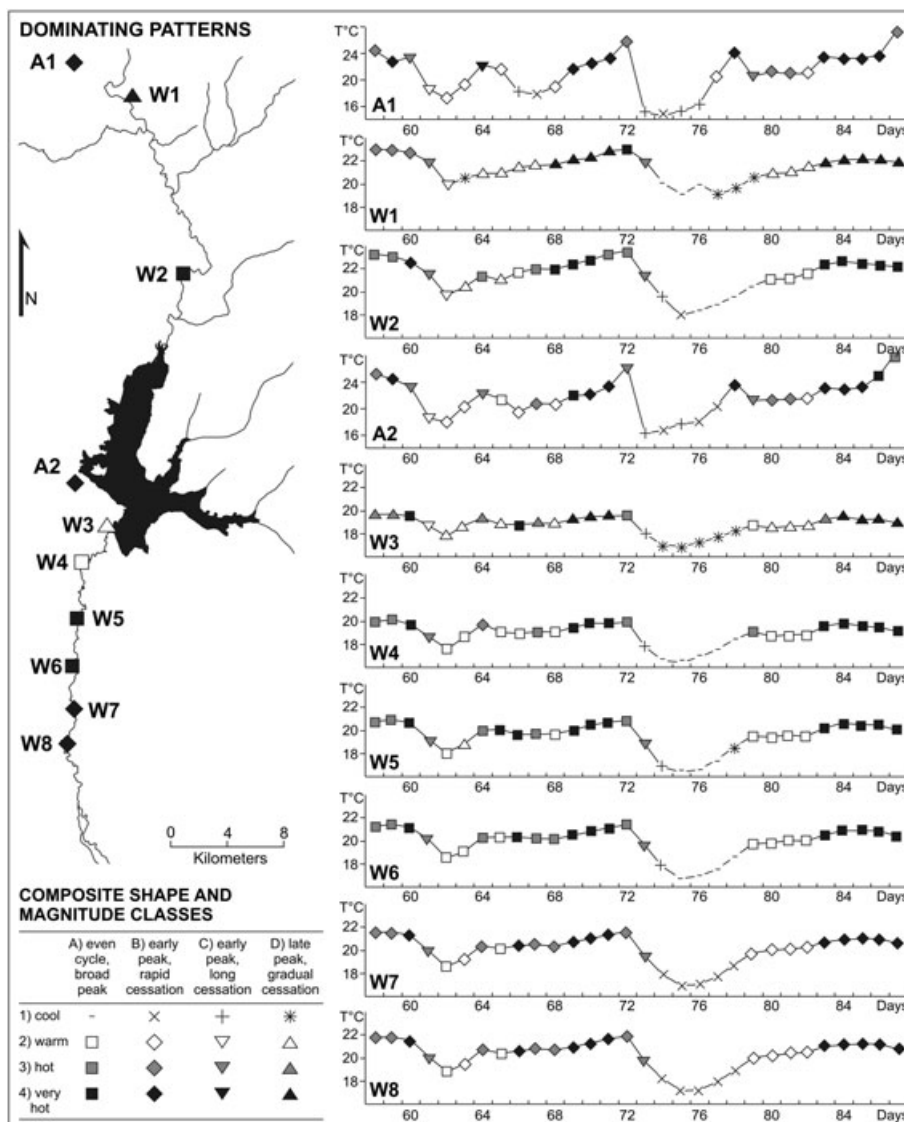 DOMINATING PATTERNS
A1
W1
W2
N
A2
W3
W4
W5
W6
W7
W8
0 4 8
Kilometers
COMPOSITE SHAPE AND
MAGNITUDE CLASSES
A) even cycle, broad peak
B) early peak, rapid cessation
C) early peak, long cessation
D) late peak, gradual cessation
1) cool
2) warm
3) hot
4) very hot
T°C
24
20
16
A1
60 64 68 72 76 80 84 Days
T°C
22
20
18
W1
60 64 68 72 76 80 84 Days
T°C
22
20
18
W2
60 64 68 72 76 80 84 Days
T°C
24
20
16
A2
60 64 68 72 76 80 84 Days
T°C
22
20
18
W3
60 64 68 72 76 80 84 Days
T°C
22
20
18
W4
60 64 68 72 76 80 84 Days
T°C
22
20
18
W5
60 64 68 72 76 80 84 Days
T°C
22
20
18
W6
60 64 68 72 76 80 84 Days
T°C
22
20
18
W7
60 64 68 72 76 80 84 Days
T°C
22
20
18
W8
60 64 68 72 76 80 84 Days